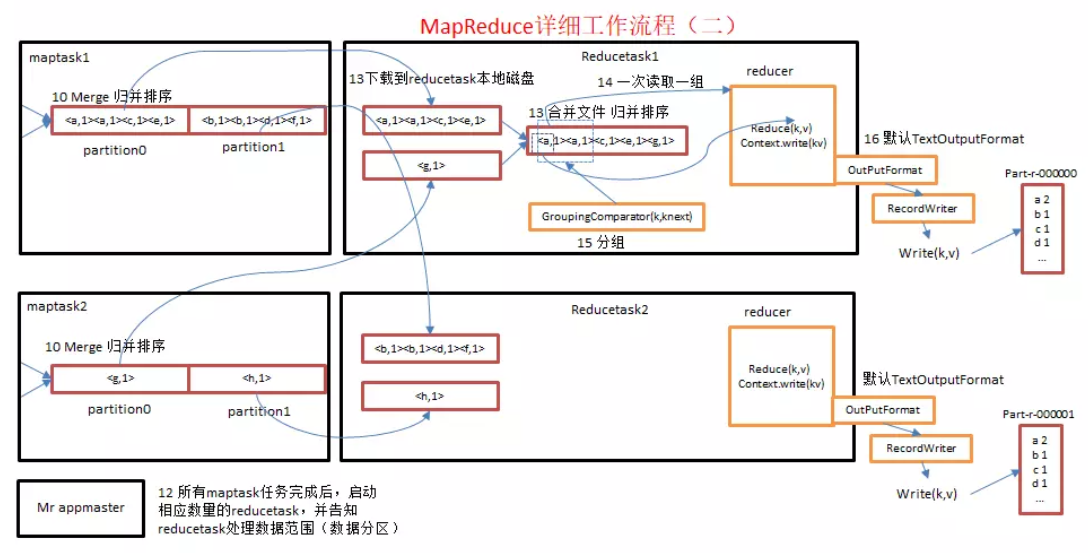 MapReduce详细工作流程（二）
maptask1
10 Merge 归并排序
<a,1><a,1><c,1><e,1>
<b,1><b,1><d,1><f,1>
partition0
partition1
Reducetask1
13下载到reducetask本地磁盘
<a,1><a,1><c,1><e,1>
<g,1>
13 合并文件 归并排序
<a,1><a,1><c,1><e,1><g,1>
GroupingComparator(k,knext)
15 分组
14 一次读取一组
reducer
Reduce(k,v)
Context.write(kv)
16 默认TextOutputFormat
OutPutFormat
RecordWriter
Write(k,v)
Part-r-000000
a 2
b 1
c 1
d 1
...
maptask2
10 Merge 归并排序
<g,1>
<h,1>
partition0
partition1
Reducetask2
<b,1><b,1><d,1><f,1>
<h,1>
reducer
Reduce(k,v)
Context.write(kv)
默认TextOutputFormat
OutPutFormat
RecordWriter
Write(k,v)
Part-r-000001
a 2
b 1
c 1
d 1
...
Mr appmaster
12 所有maptask任务完成后，启动
相应数量的reducetask，并告知
reducetask处理数据范围（数据分区）